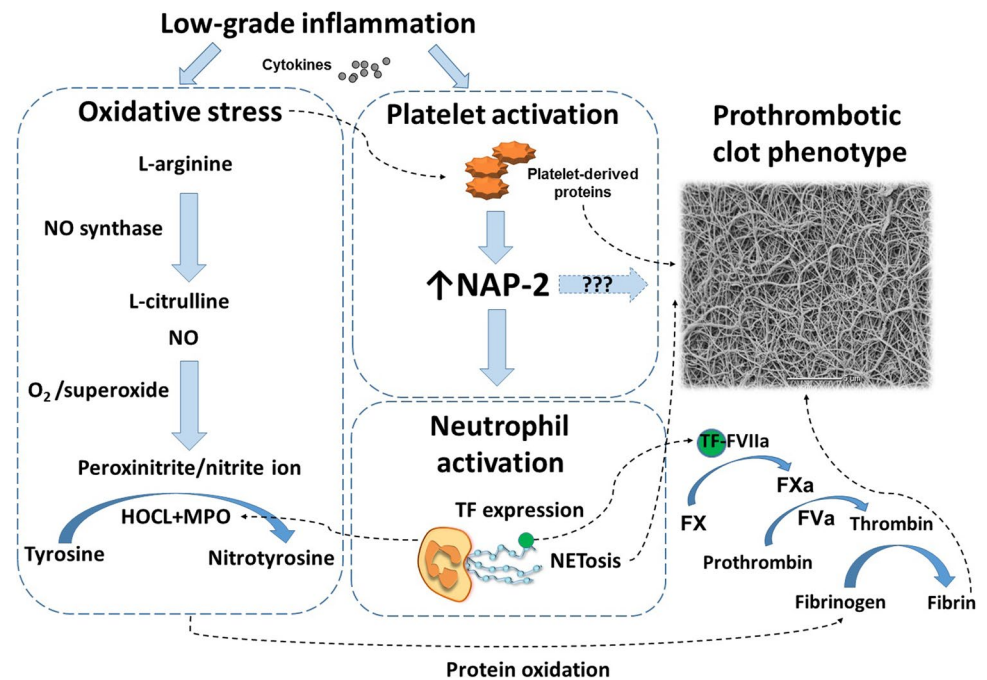 Low-grade inflammation
Cytokines
Oxidative stress
L-arginine
NO synthase
L-citrulline
NO
O₂ /superoxide
Peroxinitrite/nitrite ion
HOCL+MPO
Tyrosine
Nitrotyrosine
Platelet activation
Platelet-derived
proteins
↑NAP-2
???
Neutrophil
activation
TF expression
NETosis
Prothrombotic
clot phenotype
TF-FVIIa
FXa
FX
FVa
Thrombin
Prothrombin
Fibrinogen
Fibrin
Protein oxidation